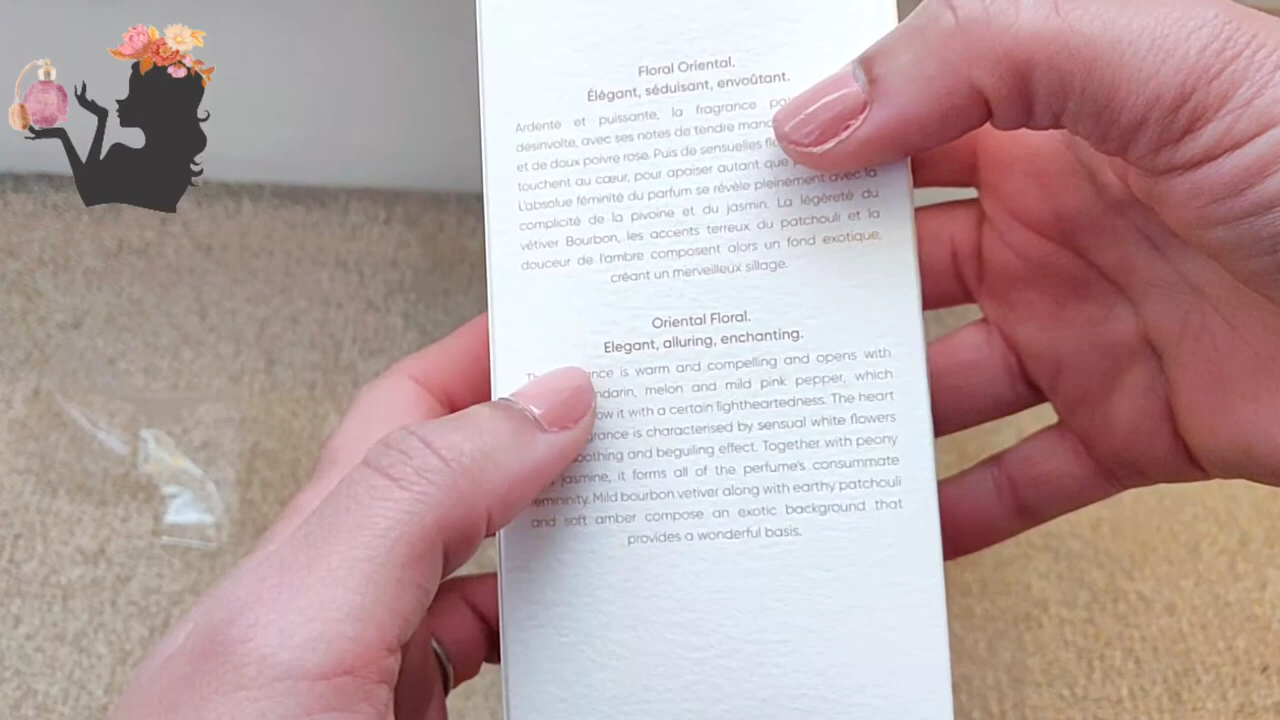 Floral Oriental.
Élégant, séduisant, envoûtant.
Ardente et puissante, la fragrance
désinvolte, avec ses notes de tendre
et de doux poivre rose. Puis de sensuelles
touchent au cœur, pour apaiser autant que
L'absolue féminité du parfum se révèle pleinement avec la
complicité de la pivoine et du jasmin. La légèreté du
vétiver Bourbon, les accents terreux du patchouli et la
douceur de l'ambre composent alors un fond exotique,
créant un merveilleux sillage.
Oriental Floral.
Elegant, alluring, enchanting.
is warm and compelling and opens with
melon and mild pink pepper, which
it with a certain lightheartedness. The heart
is characterised by sensual white flowers
and beguiling effect. Together with peony
jasmine, it forms all of the perfume's consummate
femininity. Mild bourbon vetiver along with earthy patchouli
and soft amber compose an exotic background that
provides a wonderful basis.